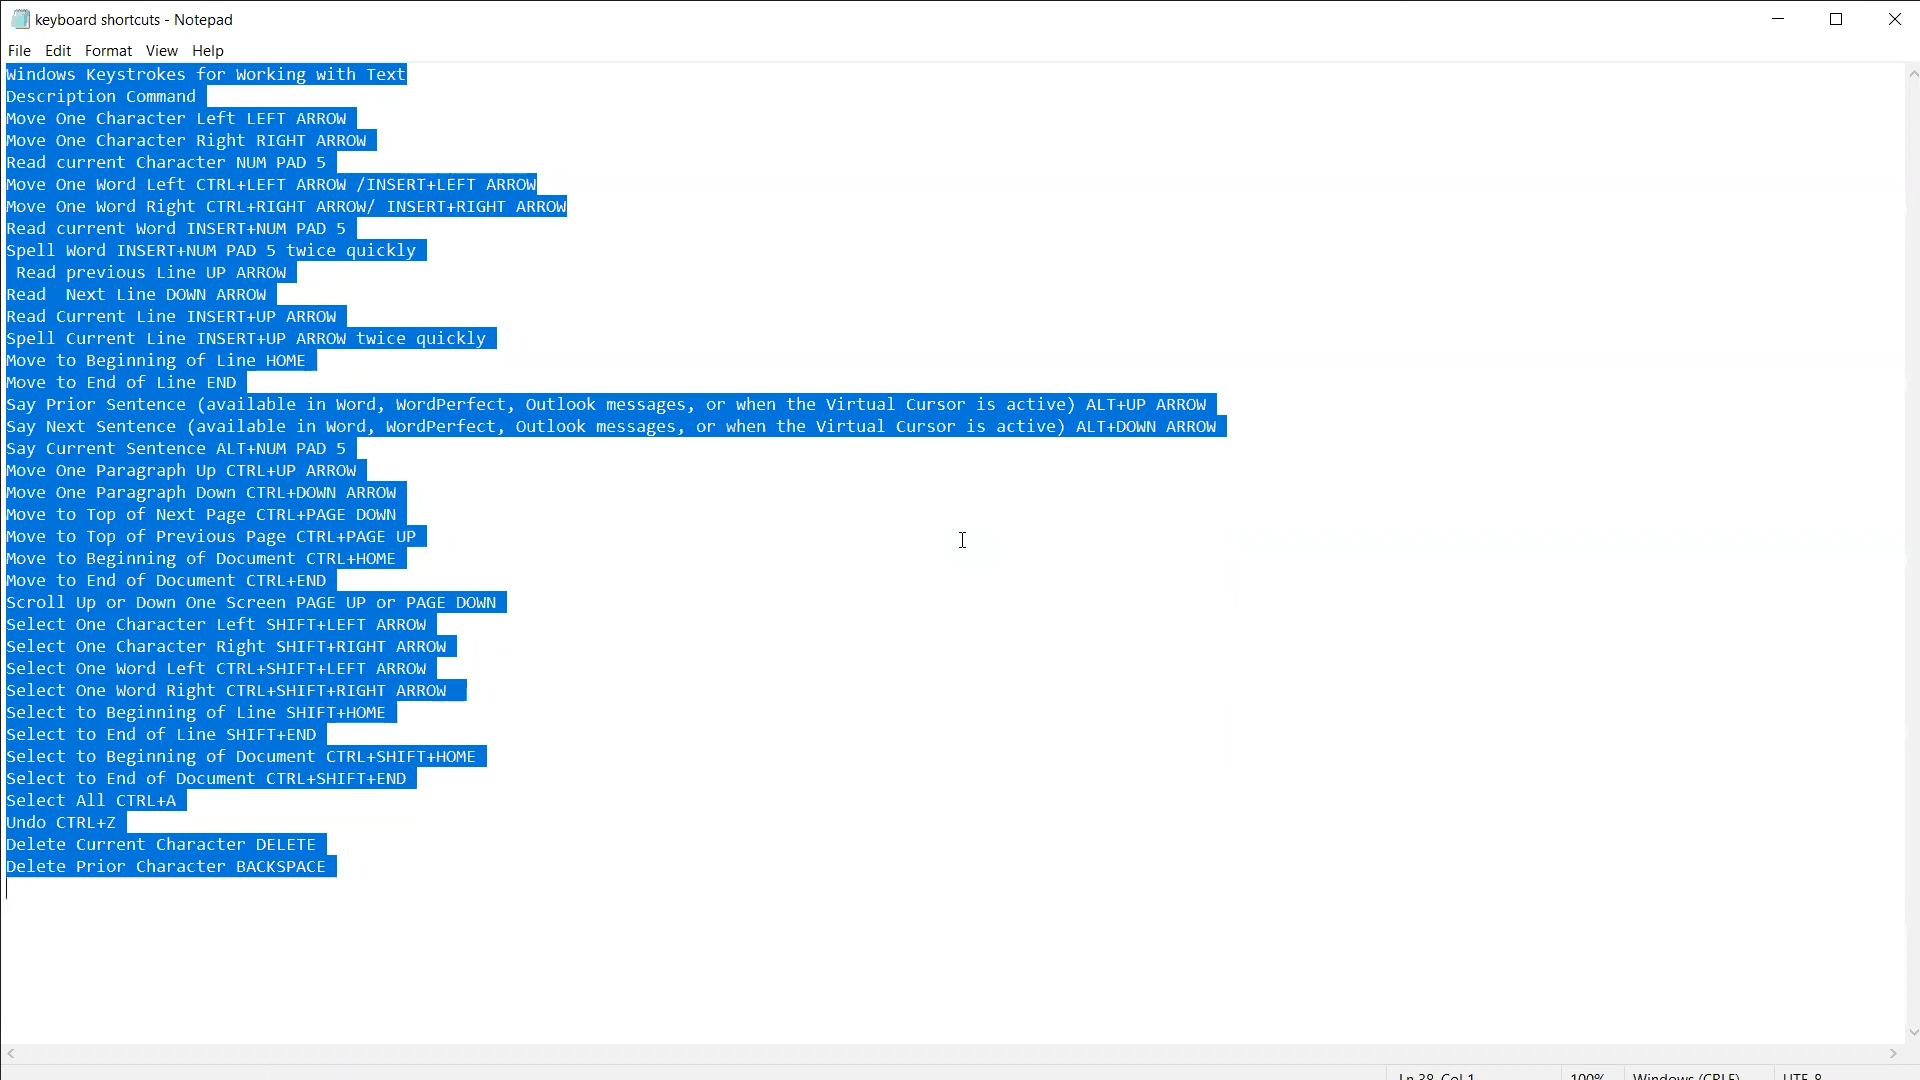 keyboard shortcuts - Notepad
File Edit Format View Help
Windows Keystrokes for Working with Text
Description Command
Move One Character Left LEFT ARROW
Move One Character Right RIGHT ARROW
Read current Character NUM PAD 5
Move One Word Left CTRL+LEFT ARROW /INSERT+LEFT ARROW
Move One Word Right CTRL+RIGHT ARROW/ INSERT+RIGHT ARROW
Read current Word INSERT+NUM PAD 5
Spell Word INSERT+NUM PAD 5 twice quickly
Read previous Line UP ARROW
Read  Next Line DOWN ARROW
Read Current Line INSERT+UP ARROW
Spell Current Line INSERT+UP ARROW twice quickly
Move to Beginning of Line HOME
Move to End of Line END
Say Prior Sentence (available in Word, WordPerfect, Outlook messages, or when the Virtual Cursor is active) ALT+UP ARROW
Say Next Sentence (available in Word, WordPerfect, Outlook messages, or when the Virtual Cursor is active) ALT+DOWN ARROW
Say Current Sentence ALT+NUM PAD 5
Move One Paragraph Up CTRL+UP ARROW
Move One Paragraph Down CTRL+DOWN ARROW
Move to Top of Next Page CTRL+PAGE DOWN
Move to Top of Previous Page CTRL+PAGE UP
Move to Beginning of Document CTRL+HOME
Move to End of Document CTRL+END
Scroll Up or Down One Screen PAGE UP or PAGE DOWN
Select One Character Left SHIFT+LEFT ARROW
Select One Character Right SHIFT+RIGHT ARROW
Select One Word Left CTRL+SHIFT+LEFT ARROW
Select One Word Right CTRL+SHIFT+RIGHT ARROW
Select to Beginning of Line SHIFT+HOME
Select to End of Line SHIFT+END
Select to Beginning of Document CTRL+SHIFT+HOME
Select to End of Document CTRL+SHIFT+END
Select All CTRL+A
Undo CTRL+Z
Delete Current Character DELETE
Delete Prior Character BACKSPACE
Ln 38, Col 1 100% Windows (CRLF) UTF-8